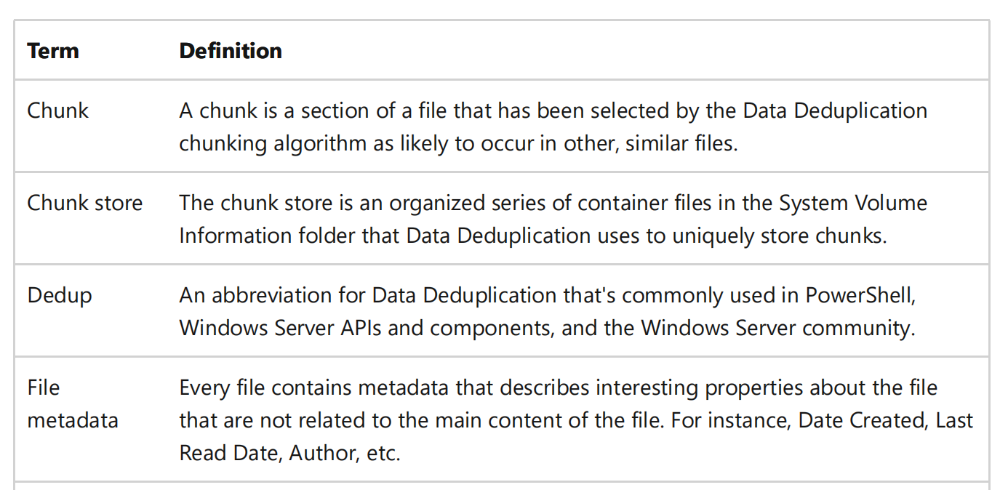 Term Definition
Chunk A chunk is a section of a file that has been selected by the Data Deduplication
chunking algorithm as likely to occur in other, similar files.
Chunk store The chunk store is an organized series of container files in the System Volume
Information folder that Data Deduplication uses to uniquely store chunks.
Dedup An abbreviation for Data Deduplication that's commonly used in PowerShell,
Windows Server APIs and components, and the Windows Server community.
File Every file contains metadata that describes interesting properties about the file
metadata that are not related to the main content of the file. For instance, Date Created, Last
Read Date, Author, etc.